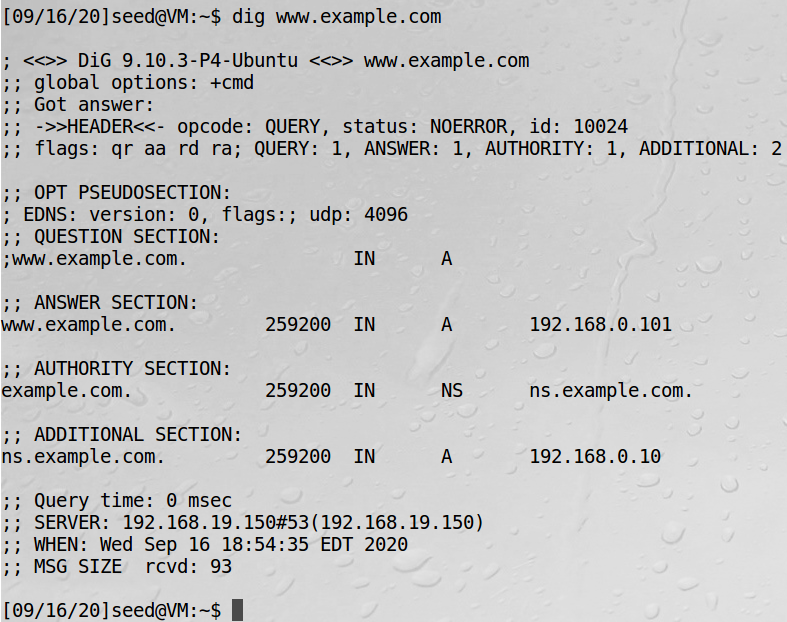 [09/16/20]seed@VM:~$ dig www.example.com
; <<>> DiG 9.10.3-P4-Ubuntu <<>> www.example.com
;; global options: +cmd
;; Got answer:
;; ->>HEADER<<- opcode: QUERY, status: NOERROR, id: 10024
;; flags: qr aa rd ra; QUERY: 1, ANSWER: 1, AUTHORITY: 1, ADDITIONAL: 2
;; OPT PSEUDOSECTION:
; EDNS: version: 0, flags:; udp: 4096
;; QUESTION SECTION:
;www.example.com. IN A
;; ANSWER SECTION:
www.example.com. 259200 IN A 192.168.0.101
;; AUTHORITY SECTION:
example.com. 259200 IN NS ns.example.com.
;; ADDITIONAL SECTION:
ns.example.com. 259200 IN A 192.168.0.10
;; Query time: 0 msec
;; SERVER: 192.168.19.150#53(192.168.19.150)
;; WHEN: Wed Sep 16 18:54:35 EDT 2020
;; MSG SIZE rcvd: 93
[09/16/20]seed@VM:~$